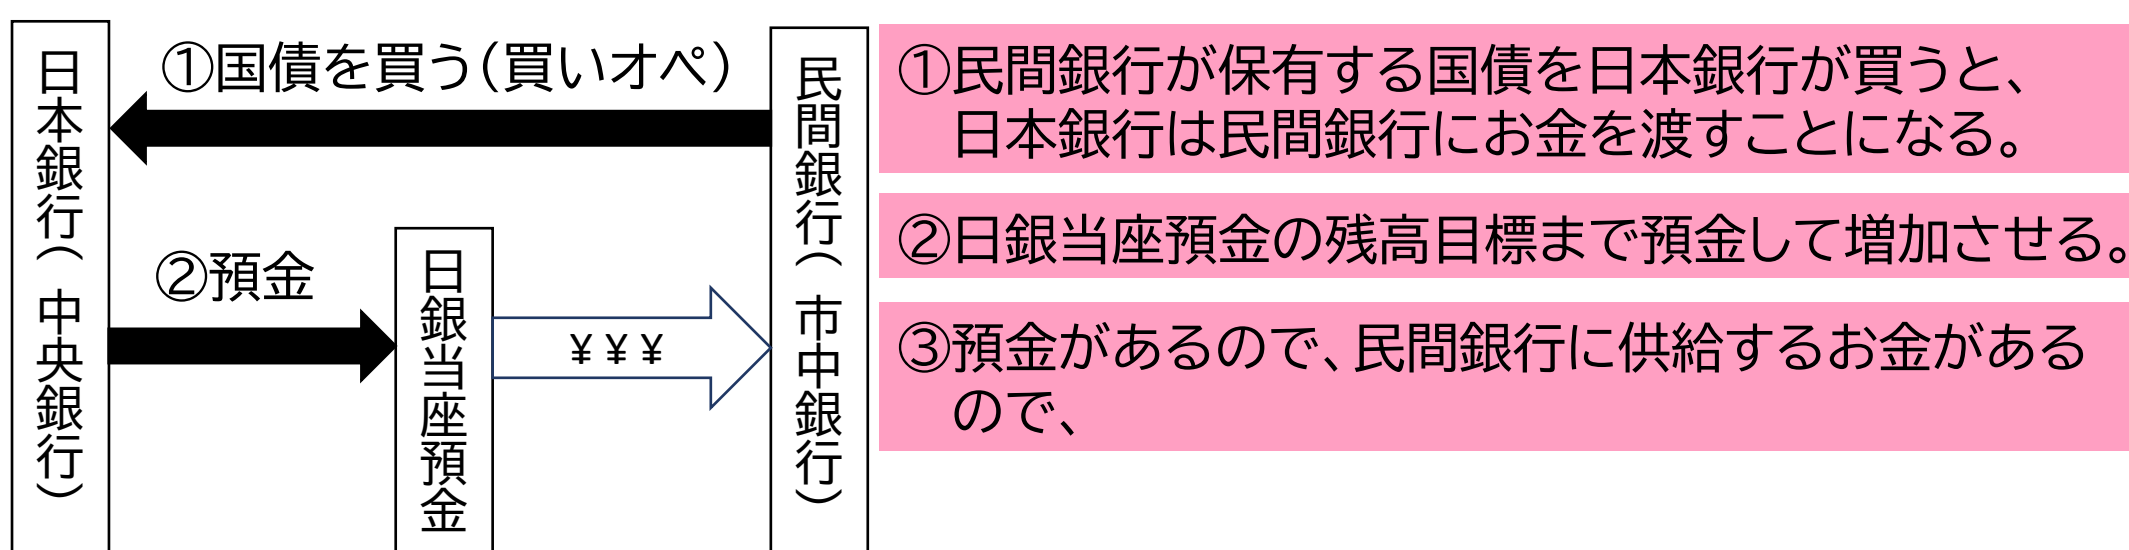 日本銀行（中央銀行）
①国債を買う（買いオペ）
②預金
日銀当座預金
￥￥￥
民間銀行（市中銀行）
①民間銀行が保有する国債を日本銀行が買うと、
日本銀行は民間銀行にお金を渡すことになる。
②日銀当座預金の残高目標まで預金して増加させる。
③預金があるので、民間銀行に供給するお金がある
ので、